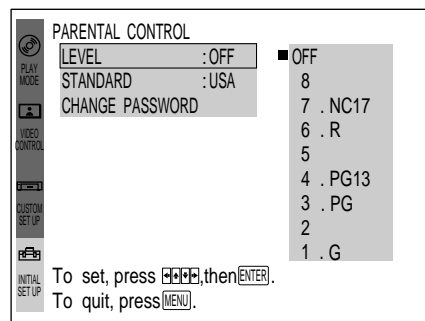 PARENTAL CONTROL
LEVEL :OFF
STANDARD :USA
CHANGE PASSWORD
OFF
8
7 . NC17
6 . R
5
4 . PG13
3 . PG
2
1 . G
PLAY
MODE
VIDEO
CONTROL
CUSTOM
SET UP
INITIAL
SET UP
To set, press ,then ENTER.
To quit, press MENU.